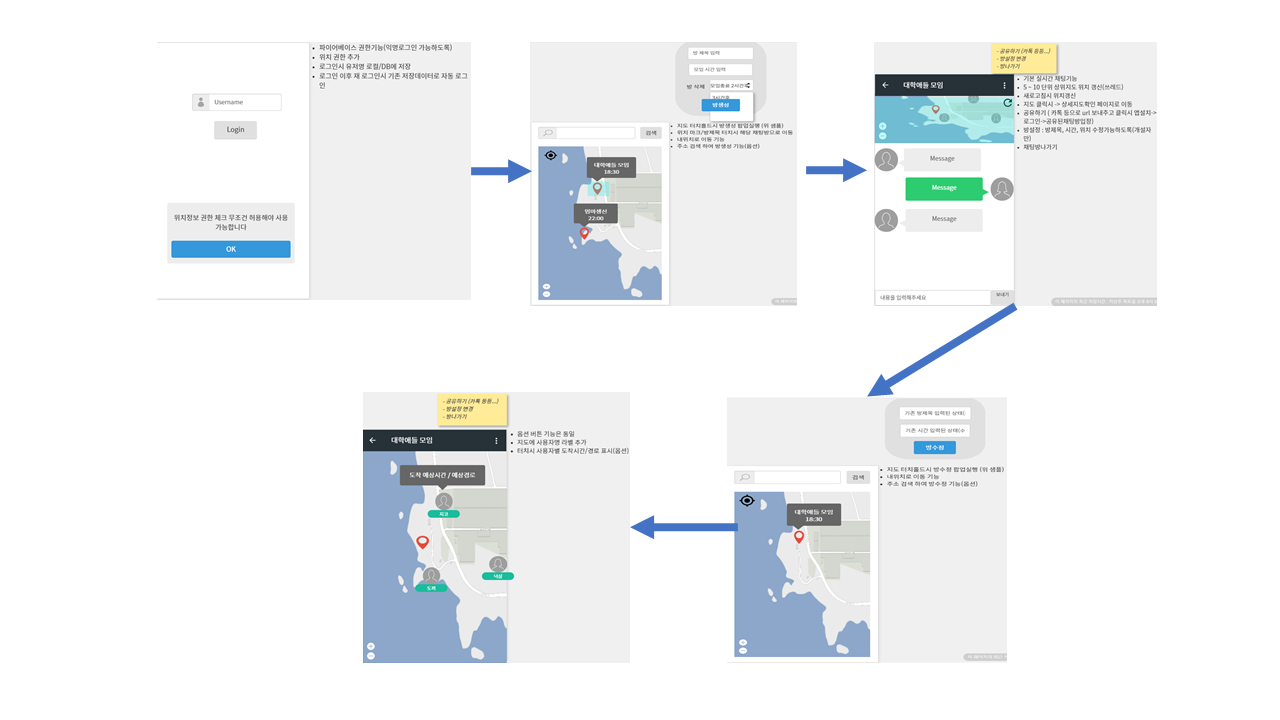 Username
Login
위치정보 권한 체크 무조건 허용해야 사용
가능합니다
OK
• 파이어베이스 권한기능(익명로그인 가능하도록)
• 위치 권한 추가
• 로그인시 유저명 로컬/DB에 저장
• 로그인 이후 재 로그인시 기존 저장데이터로 자동 로그
인
방 제목 입력
모임 시간 입력
방 삭제
모임종료 2시간
방생성
검색
대학애들 모임
18:30
엄마생신
22:00
• 지도 터치홀드시 방생성 팝업실행 (위 샘플)
• 위치 마크/방제목 터치시 해당 채팅방으로 이동
• 내위치로 이동 기능
• 주소 검색 하여 방생성 기능(옵션)
- 공유하기 (카톡 등등...)
- 방설정 변경
- 방나가기
대학애들 모임
Message
Message
Message
내용을 입력해주세요
보내기
• 기본 실시간 채팅기능
• 5 ~ 10 단위 상위지도 위치 갱신(쓰레드)
• 새로고침시 위치갱신
• 지도 클릭시 -> 상세지도확인 페이지로 이동
• 공유하기 ( 카톡 등으로 url 보내주고 클릭시 앱설치->
로그인->공유된채팅방입장)
• 방설정 : 방제목, 시간, 위치 수정가능하도록(개설자
만)
• 채팅방나가기
- 공유하기 (카톡 등등...)
- 방설정 변경
- 방나가기
대학애들 모임
도착 예상시간 / 예상경로
• 옵션 버튼 기능은 동일
• 지도에 사용자명 라벨 추가
• 터치시 사용자별 도착시간/경로 표시(옵션)
기존 방제목 입력된 상태(
기존 시간 입력된 상태(수
방수정
검색
대학애들 모임
18:30
• 지도 터치홀드시 방수정 팝업실행 (위 샘플)
• 내위치로 이동 기능
• 주소 검색 하여 방수정 기능(옵션)